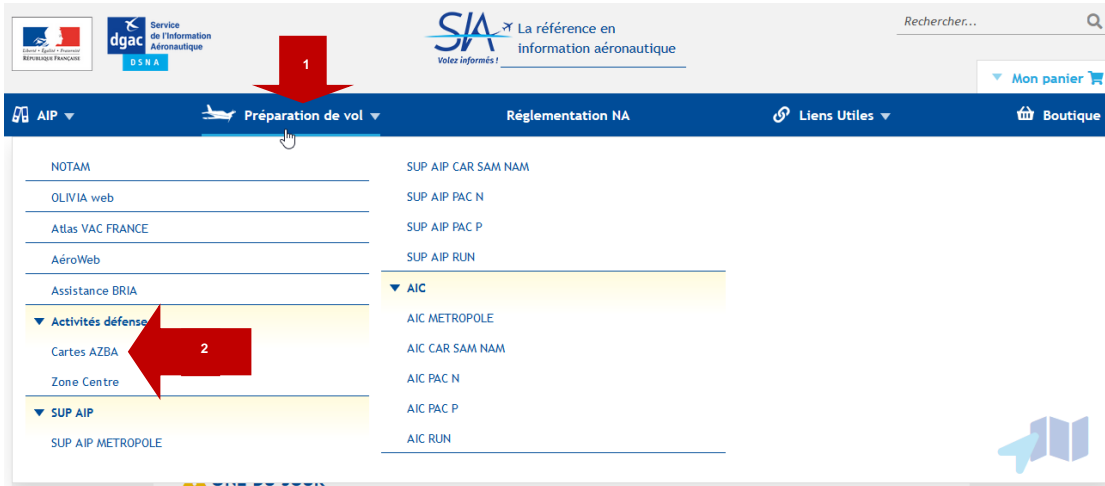 Service
de l'Information
Aéronautique
dgac
DSNA
Liberté • Égalité • Fraternité
RÉPUBLIQUE FRANÇAISE
SIA
La référence en
information aéronautique
Volez informés !
Rechercher...
Mon panier
1
AIP
Préparation de vol
Réglementation NA
Liens Utiles
Boutique
NOTAM
OLIVIA web
Atlas VAC FRANCE
AéroWeb
Assistance BRIA
Activités défense
Cartes AZBA
2
Zone Centre
SUP AIP
SUP AIP METROPOLE
SUP AIP CAR SAM NAM
SUP AIP PAC N
SUP AIP PAC P
SUP AIP RUN
AIC
AIC METROPOLE
AIC CAR SAM NAM
AIC PAC N
AIC PAC P
AIC RUN